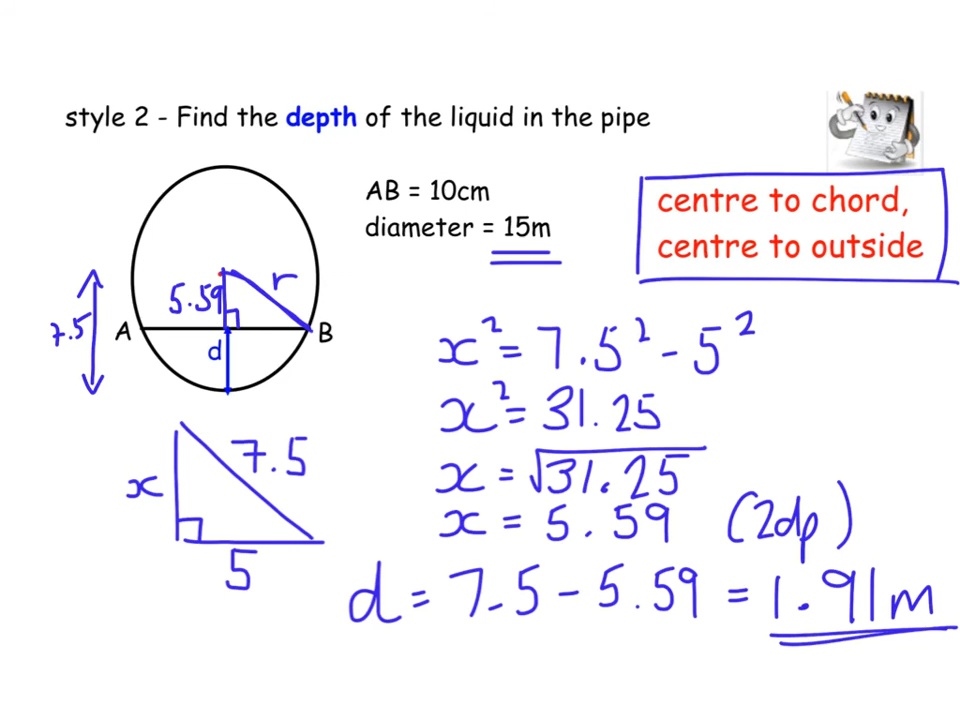 style 2 - Find the depth of the liquid in the pipe
AB = 10cm
diameter = 15m
centre to chord,
centre to outside
5.59
r
7.5
A
B
d
x² = 7.5² - 5²
x² = 31.25
x = √31.25
x = 5.59 (2dp)
x
7.5
5
d = 7.5 - 5.59 = 1.91m